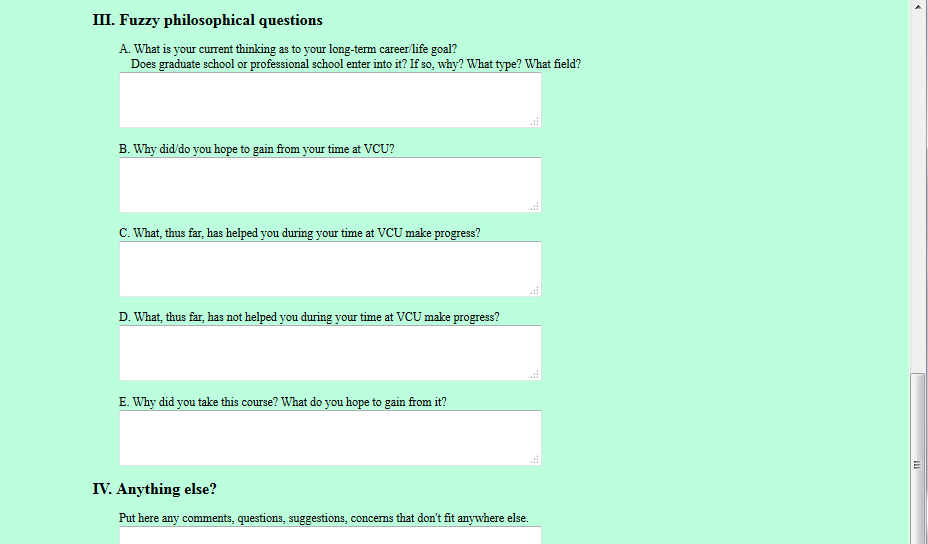 III. Fuzzy philosophical questions
A. What is your current thinking as to your long-term career/life goal?
Does graduate school or professional school enter into it? If so, why? What type? What field?
B. Why did/do you hope to gain from your time at VCU?
C. What, thus far, has helped you during your time at VCU make progress?
D. What, thus far, has not helped you during your time at VCU make progress?
E. Why did you take this course? What do you hope to gain from it?
IV. Anything else?
Put here any comments, questions, suggestions, concerns that don't fit anywhere else.